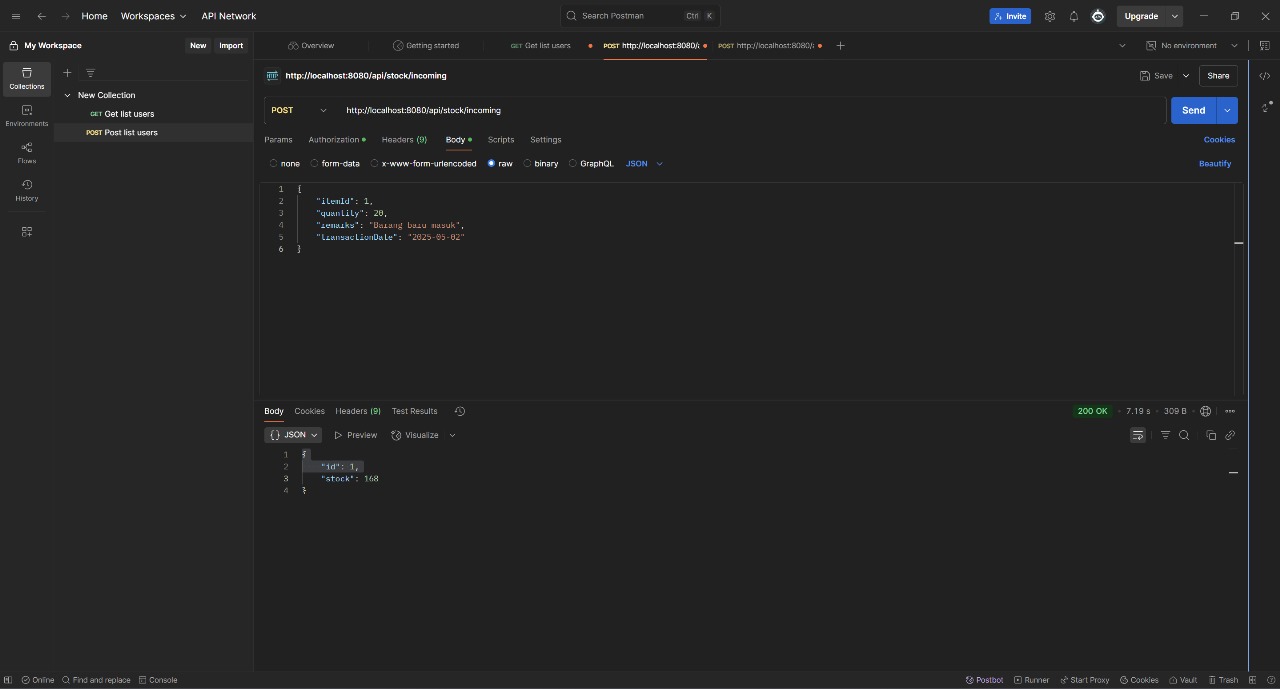 Home Workspaces API Network Search Postman Ctrl K Invite Upgrade
My Workspace New Import Overview Getting started GET Get list users POST http://localhost:8080/ POST http://localhost:8080/ No environment
Collections
Environments
Flows
History
New Collection
GET Get list users
POST Post list users
http://localhost:8080/api/stock/incoming Save Share
POST http://localhost:8080/api/stock/incoming Send
Params Authorization Headers (9) Body Scripts Settings Cookies
none form-data x-www-form-urlencoded raw binary GraphQL JSON Beautify
1 {
2 "itemId": 1,
3 "quantity": 20,
4 "remarks": "Barang baru masuk",
5 "transactionDate": "2025-05-02"
6 }
Body Cookies Headers (9) Test Results 200 OK 7.19 s 309 B
{} JSON Preview Visualize
1 {
2 "id": 1,
3 "stock": 168
4 }
Online Find and replace Console Postbot Runner Start Proxy Cookies Vault Trash